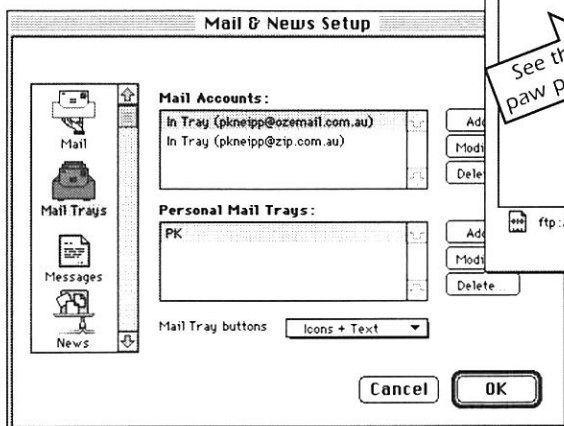 Mail & News Setup
See th
paw p
Mail
Mail Trays
Messages
News
Mail Accounts:
In Tray (pkneipp@ozemail.com.au)
In Tray (pkneipp@zip.com.au)
Add
Modi
Delet
Personal Mail Trays:
PK
Add
Modi
Delete...
Mail Tray buttons
Icons + Text
ftp:/
Cancel
OK